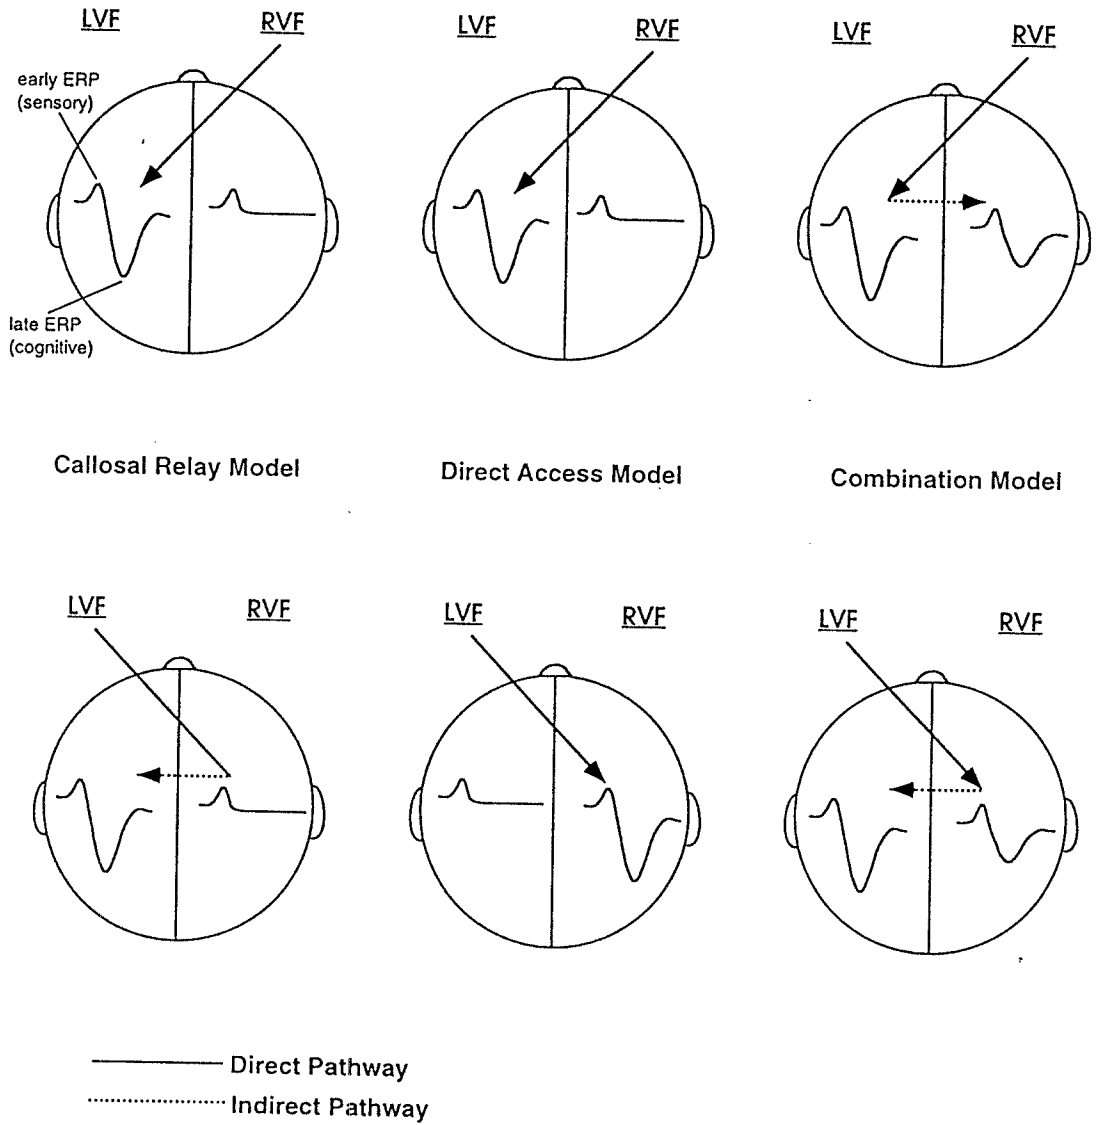 LVF RVF LVF RVF LVF RVF
early ERP
(sensory)
late ERP
(cognitive)
Callosal Relay Model Direct Access Model Combination Model
LVF RVF LVF RVF LVF RVF
Direct Pathway
Indirect Pathway